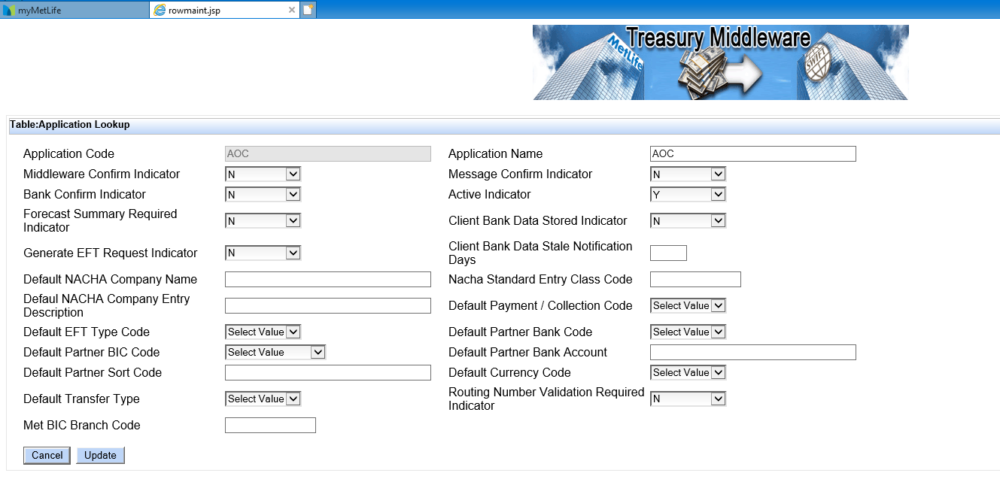 myMetLife
rowmaint.jsp
Treasury Middleware
MetLife
SWIFT
Table:Application Lookup
Application Code AOC Application Name AOC
Middleware Confirm Indicator N Message Confirm Indicator N
Bank Confirm Indicator N Active Indicator Y
Forecast Summary Required
Indicator N Client Bank Data Stored Indicator N
Generate EFT Request Indicator N Client Bank Data Stale Notification
Days
Default NACHA Company Name Nacha Standard Entry Class Code
Defaul NACHA Company Entry
Description Default Payment / Collection Code Select Value
Default EFT Type Code Select Value Default Partner Bank Code Select Value
Default Partner BIC Code Select Value Default Partner Bank Account
Default Partner Sort Code Default Currency Code Select Value
Default Transfer Type Select Value Routing Number Validation Required
Indicator N
Met BIC Branch Code
Cancel Update